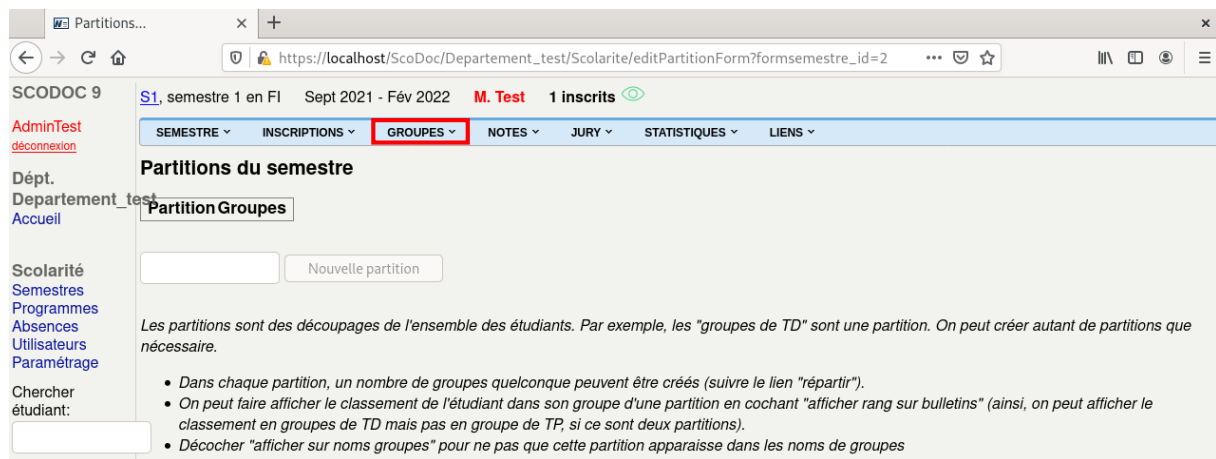 Partitions...
https://localhost/ScoDoc/Departement_test/Scolarite/editPartitionForm?formsemestre_id=2
SCODOC 9
AdminTest
déconnexion
Dépt.
Departement_test
Accueil
Scolarité
Semestres
Programmes
Absences
Utilisateurs
Paramétrage
Chercher
étudiant:
S1, semestre 1 en FI Sept 2021 - Fév 2022 M. Test 1 inscrits
SEMESTRE INSCRIPTIONS GROUPES NOTES JURY STATISTIQUES LIENS
Partitions du semestre
Partition Groupes
Nouvelle partition
Les partitions sont des découpages de l'ensemble des étudiants. Par exemple, les "groupes de TD" sont une partition. On peut créer autant de partitions que
nécessaire.
• Dans chaque partition, un nombre de groupes quelconque peuvent être créés (suivre le lien "répartir").
• On peut faire afficher le classement de l'étudiant dans son groupe d'une partition en cochant "afficher rang sur bulletins" (ainsi, on peut afficher le
classement en groupes de TD mais pas en groupe de TP, si ce sont deux partitions).
• Décocher "afficher sur noms groupes" pour ne pas que cette partition apparaisse dans les noms de groupes